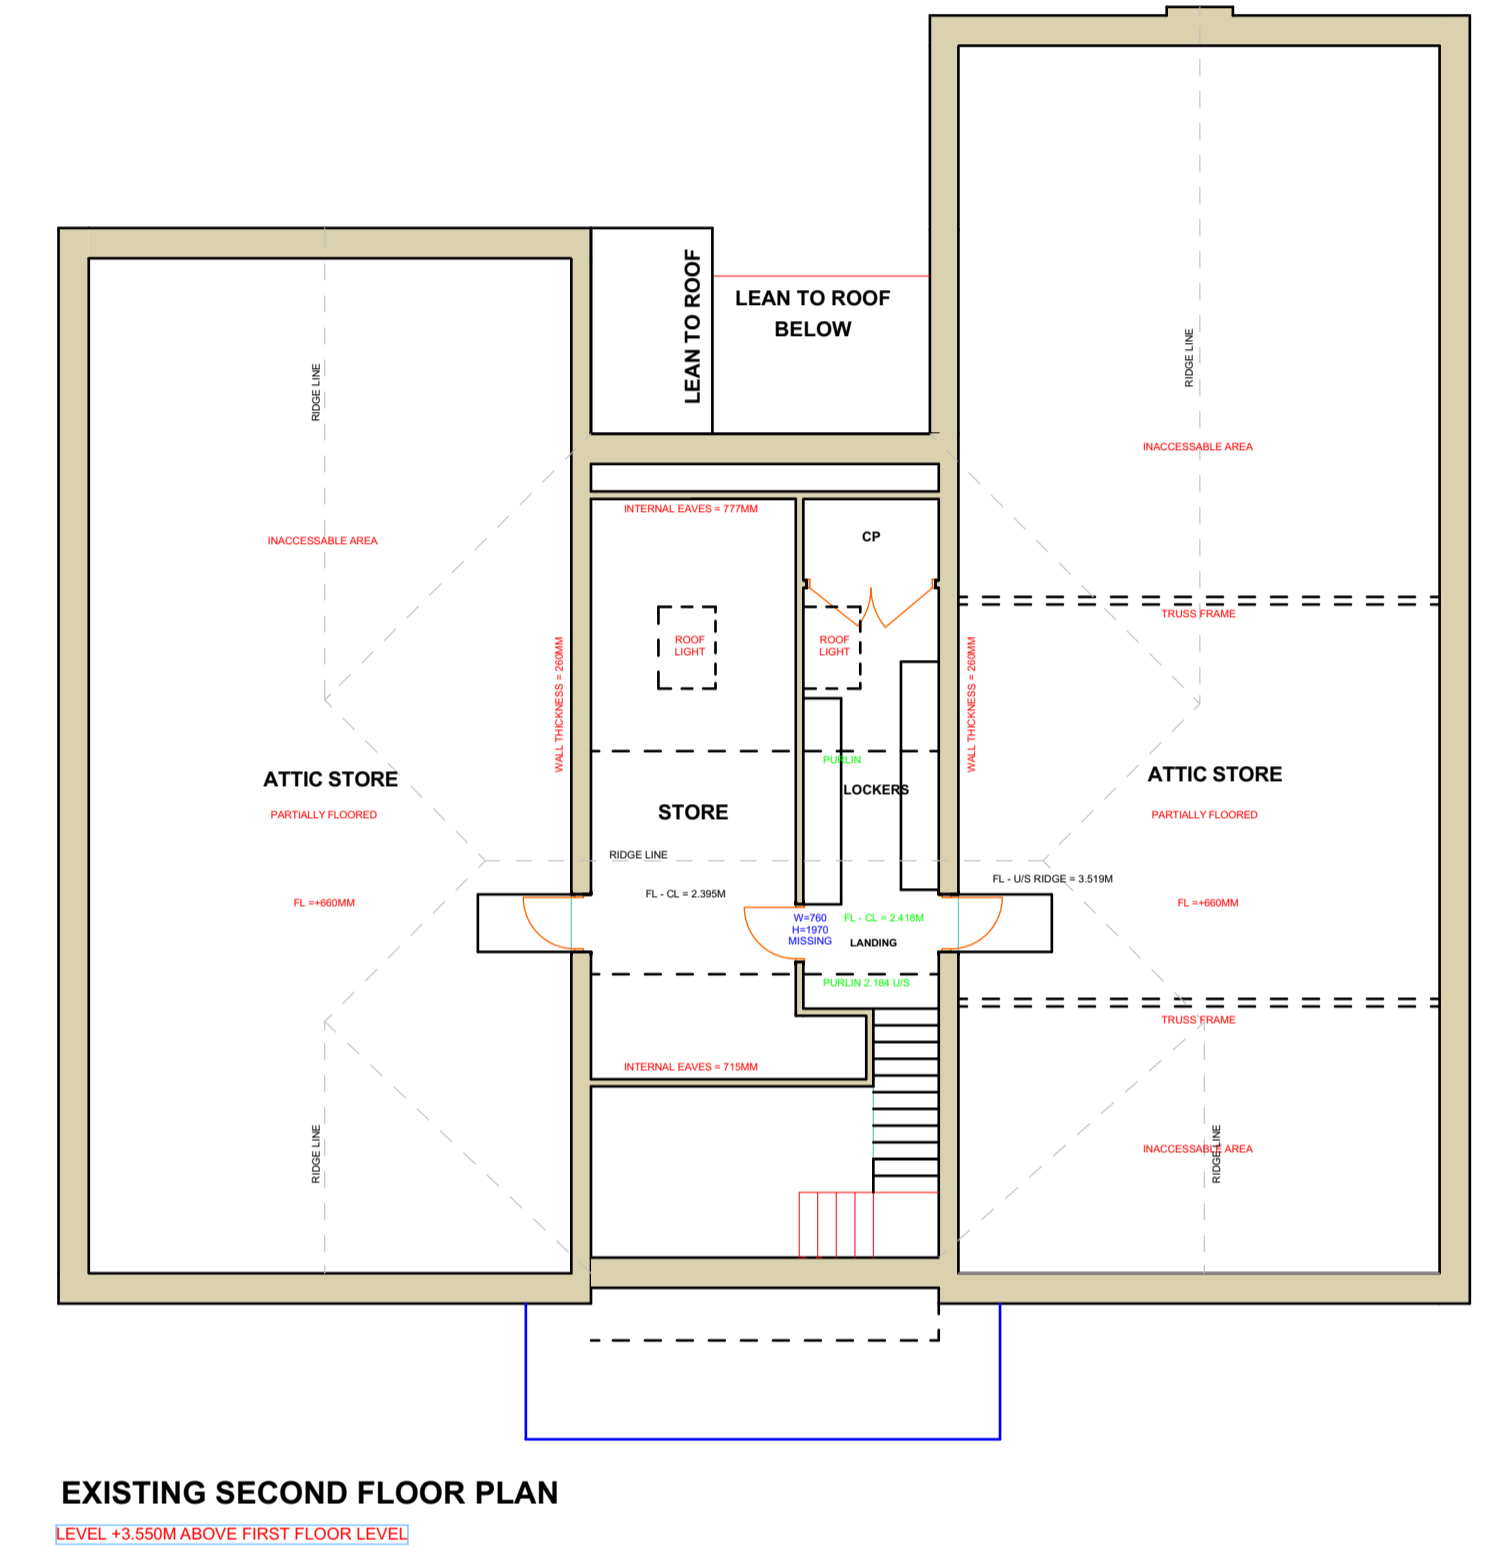 LEAN TO ROOF
LEAN TO ROOF
BELOW
RIDGE LINE
RIDGE LINE
INACCESSABLE AREA
INACCESSABLE AREA
INTERNAL EAVES = 777MM
CP
ROOF
LIGHT
ROOF
LIGHT
TRUSS FRAME
WALL THICKNESS = 260MM
WALL THICKNESS = 260MM
PURLIN
ATTIC STORE
PARTIALLY FLOORED
FL =+660MM
STORE
LOCKERS
ATTIC STORE
PARTIALLY FLOORED
FL =+660MM
RIDGE LINE
FL - CL = 2.395M
FL - U/S RIDGE = 3.519M
W=760
H=1970
MISSING
FL - CL = 2.418M
LANDING
PURLIN 2.184 U/S
TRUSS FRAME
INTERNAL EAVES = 715MM
RIDGE LINE
INACCESSABLE AREA
RIDGE LINE
EXISTING SECOND FLOOR PLAN
LEVEL +3.550M ABOVE FIRST FLOOR LEVEL